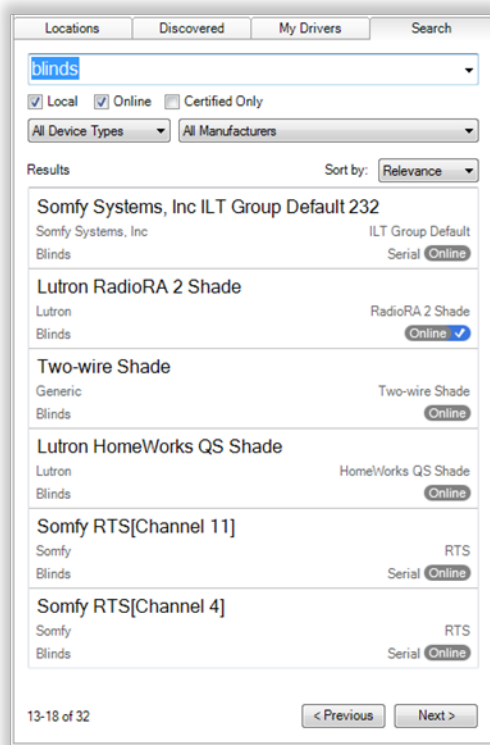 Locations Discovered My Drivers Search
blinds
Local Online Certified Only
All Device Types All Manufacturers
Results Sort by: Relevance
Somfy Systems, Inc ILT Group Default 232
Somfy Systems, Inc ILT Group Default
Blinds Serial Online
Lutron RadioRA 2 Shade
Lutron RadioRA 2 Shade
Blinds Online
Two-wire Shade
Generic Two-wire Shade
Blinds Online
Lutron HomeWorks QS Shade
Lutron HomeWorks QS Shade
Blinds Online
Somfy RTS[Channel 11]
Somfy RTS
Blinds Serial Online
Somfy RTS[Channel 4]
Somfy RTS
Blinds Serial Online
13-18 of 32 < Previous Next >